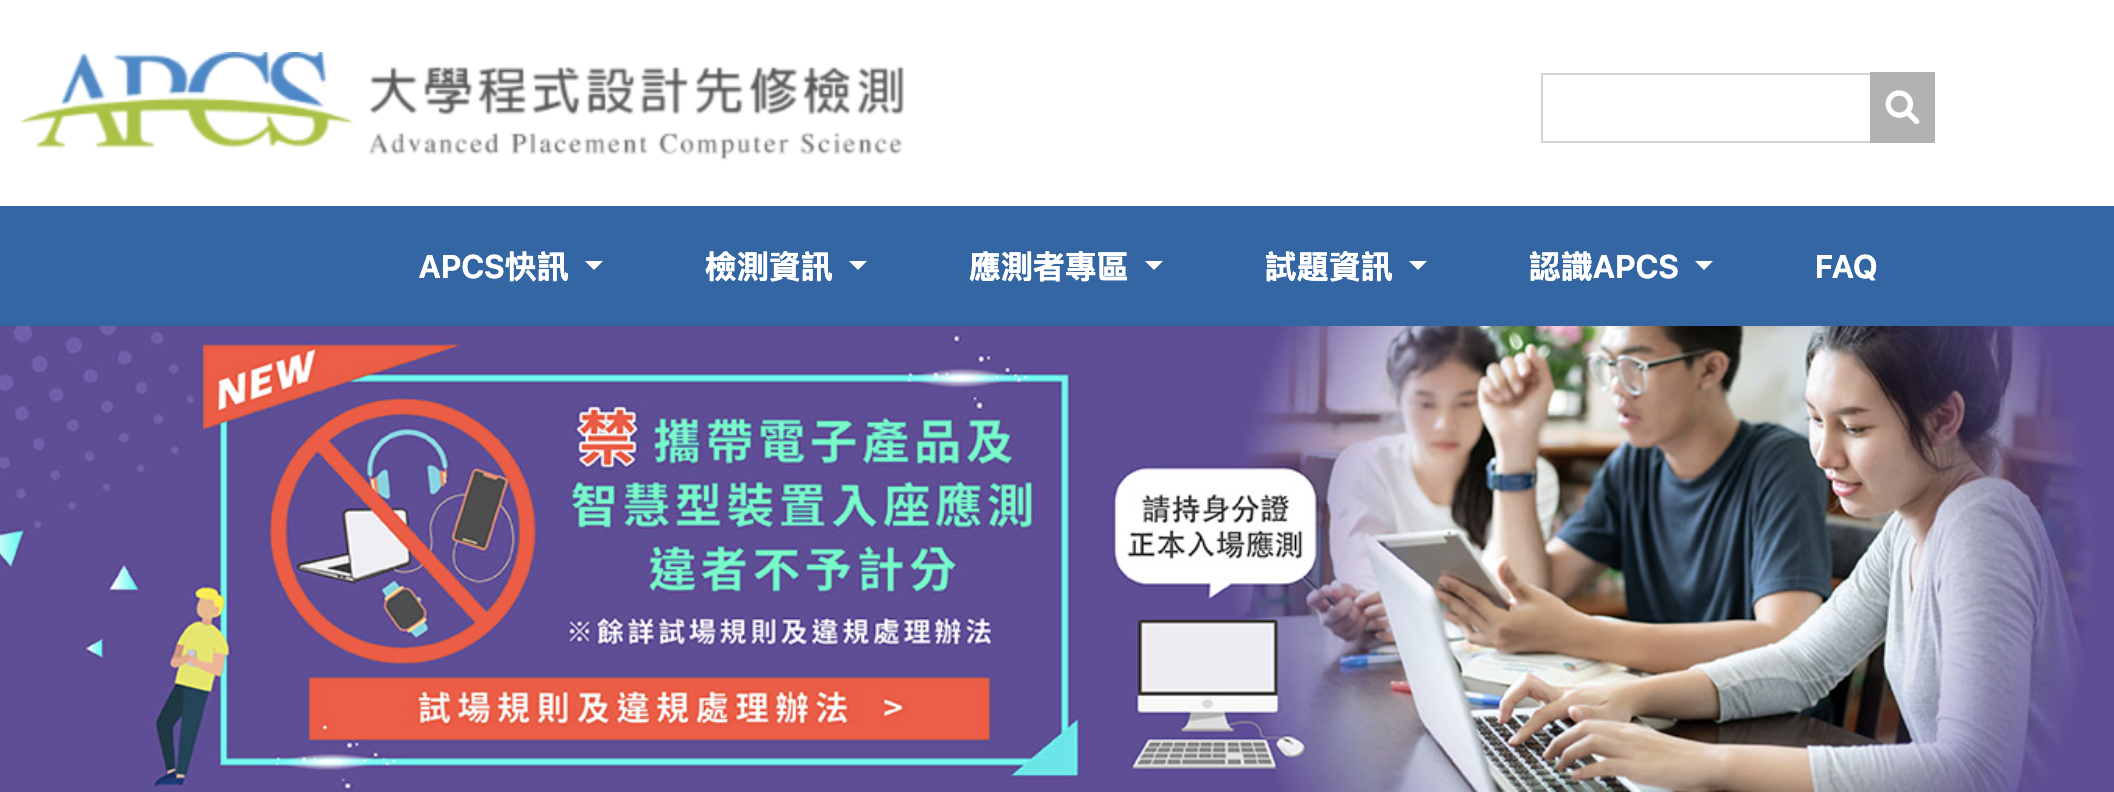 APCS
大學程式設計先修檢測
Advanced Placement Computer Science
APCS快訊
檢測資訊
應測者專區
試題資訊
認識APCS
FAQ
NEW
禁 攜帶電子產品及
智慧型裝置入座應測
違者不予計分
※餘詳試場規則及違規處理辦法
試場規則及違規處理辦法 >
請持身分證
正本入場應測